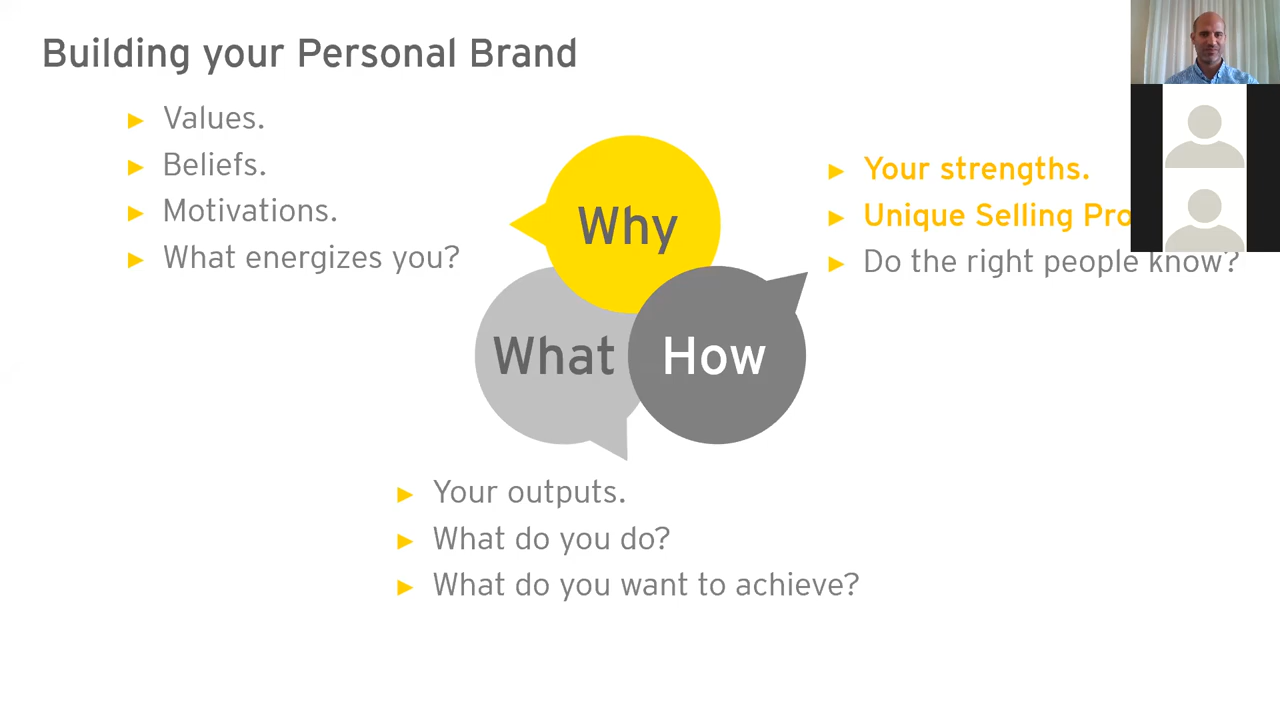 Building your Personal Brand
Values.
Beliefs.
Motivations.
What energizes you?
Why
Your strengths.
Unique Selling
Do the right people know?
What
How
Your outputs.
What do you do?
What do you want to achieve?